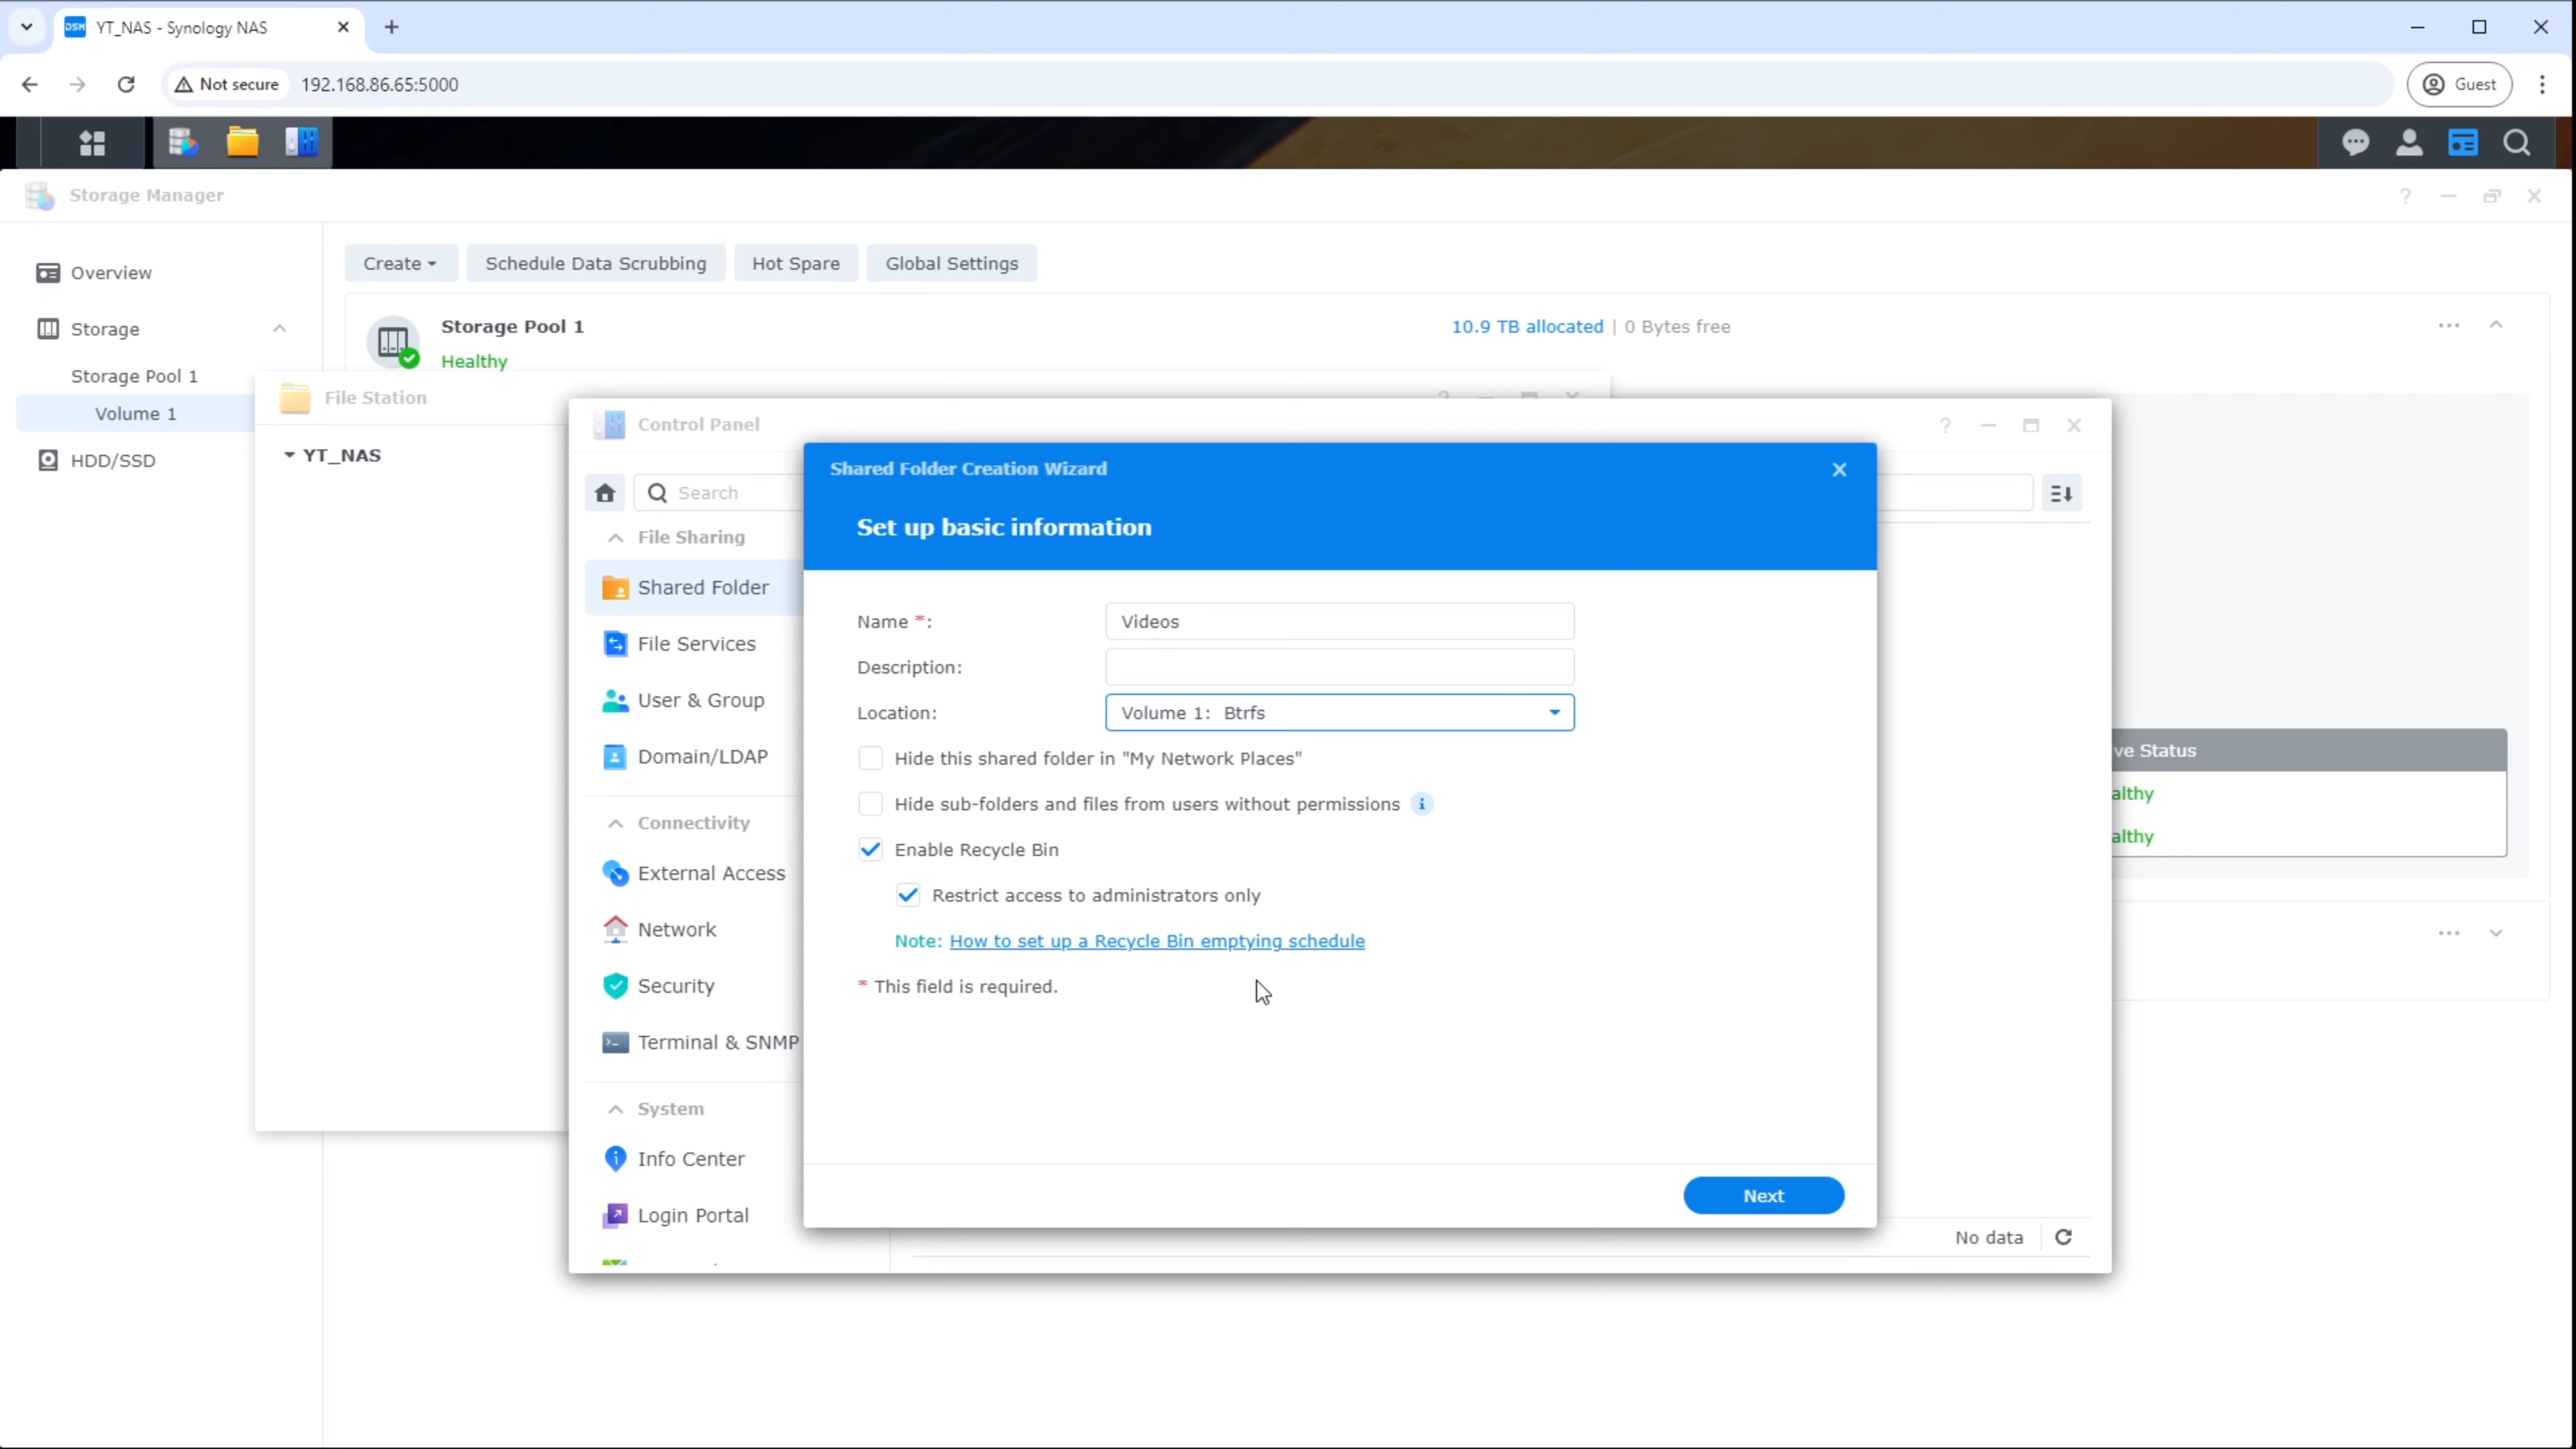 YT_NAS - Synology NAS
Not secure 192.168.86.65:5000 Guest
Storage Manager
Overview
Storage
Storage Pool 1
Volume 1
HDD/SSD
Create Schedule Data Scrubbing Hot Spare Global Settings
Storage Pool 1
Healthy
10.9 TB allocated | 0 Bytes free
File Station
YT_NAS
Control Panel
Search
File Sharing
Shared Folder
File Services
User & Group
Domain/LDAP
Connectivity
External Access
Network
Security
Terminal & SNMP
System
Info Center
Login Portal
Shared Folder Creation Wizard
Set up basic information
Name *: Videos
Description:
Location: Volume 1: Btrfs
Hide this shared folder in "My Network Places"
Hide sub-folders and files from users without permissions
Enable Recycle Bin
Restrict access to administrators only
Note: How to set up a Recycle Bin emptying schedule
* This field is required.
Next
ve Status
althy
althy
No data